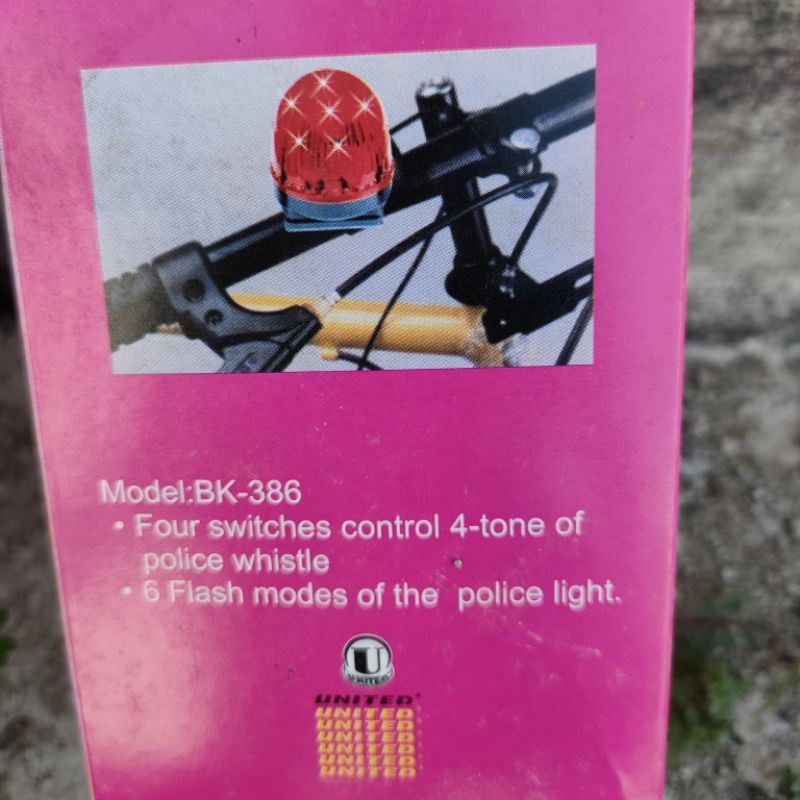 Model:BK-386
• Four switches control 4-tone of
police whistle
• 6 Flash modes of the police light.
U
UNITED
UNITED
UNITED
UNITED
UNITED
UNITED
UNITED
UNITED